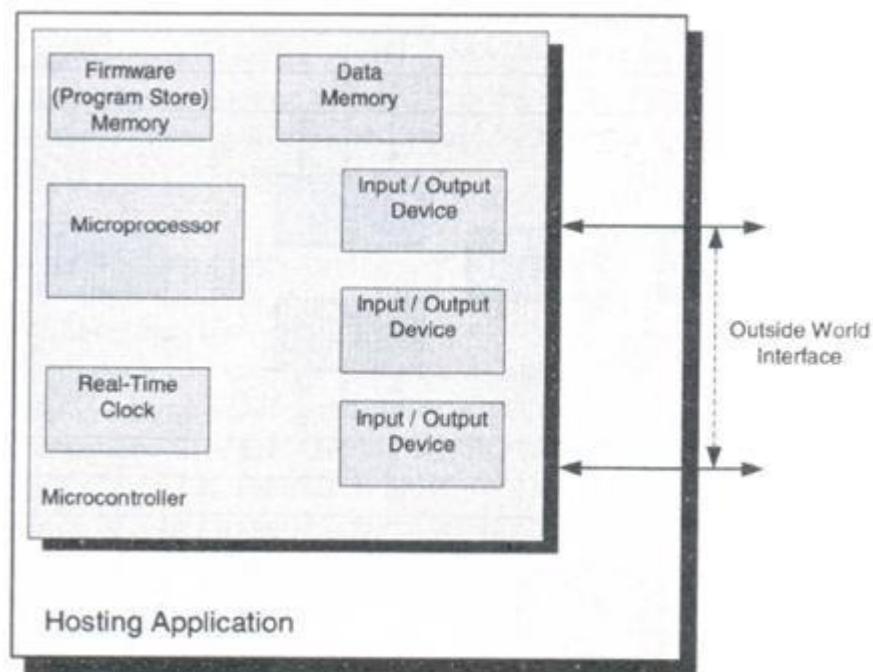 Firmware
(Program Store)
Memory
Data
Memory
Microprocessor
Input / Output
Device
Input / Output
Device
Real-Time
Clock
Input / Output
Device
Microcontroller
Outside World
Interface
Hosting Application